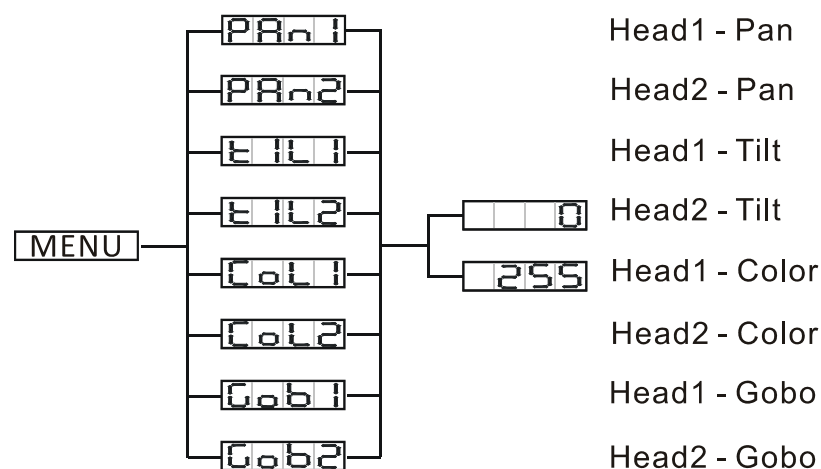 PAn1 Head1 - Pan
PAn2 Head2 - Pan
tIL1 Head1 - Tilt
tIL2 0 Head2 - Tilt
MENU
CoL1 255 Head1 - Color
CoL2 Head2 - Color
Gob1 Head1 - Gobo
Gob2 Head2 - Gobo